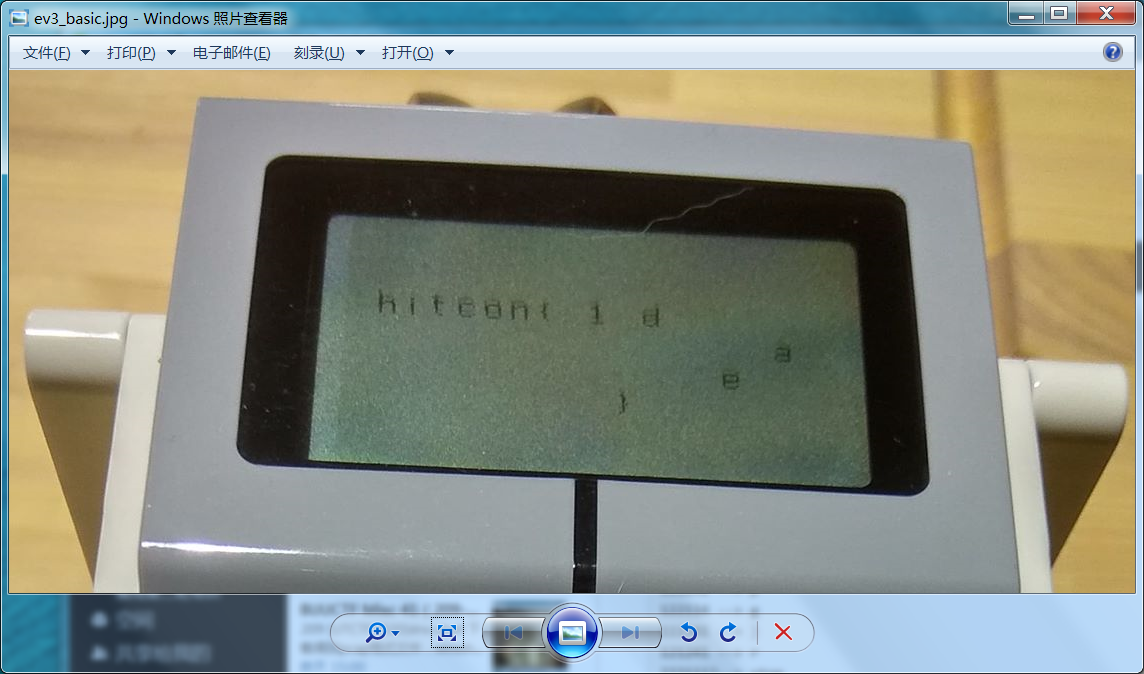 ev3_basic.jpg - Windows 照片查看器
文件(F) 打印(P) 电子邮件(E) 刻录(U) 打开(O)
hitcon{ 1 d
a
e
}